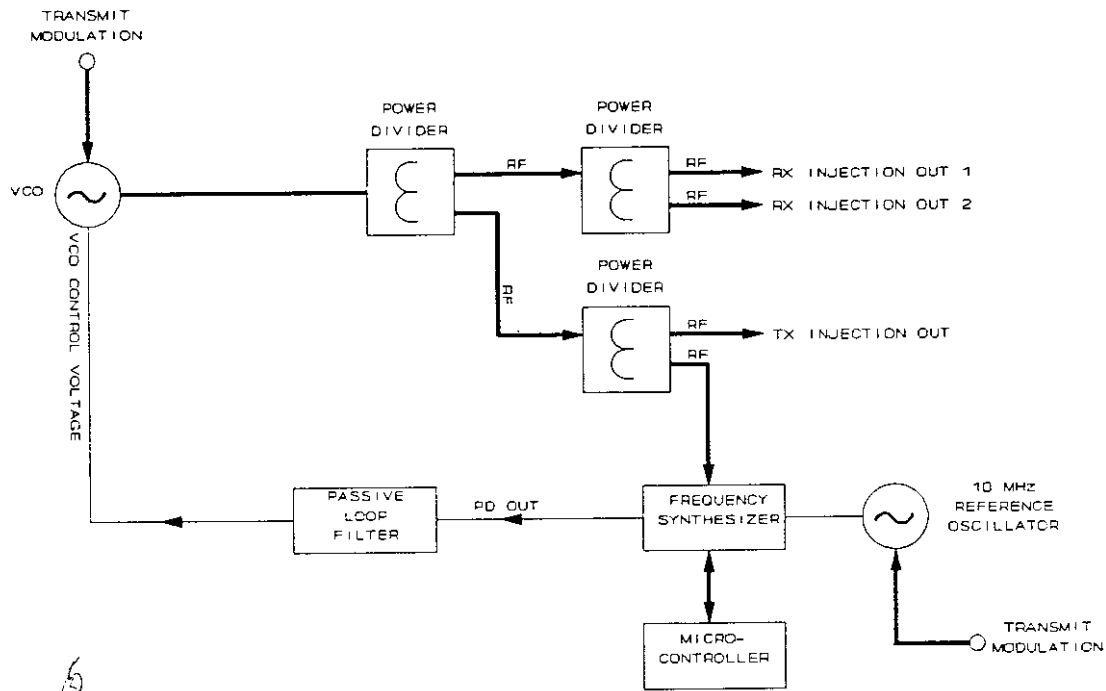 TRANSMIT
MODULATION
POWER
DIVIDER
POWER
DIVIDER
RF
RF
RX INJECTION OUT 1
RF
RX INJECTION OUT 2
VCO
VCO CONTROL VOLTAGE
RF
POWER
DIVIDER
RF
TX INJECTION OUT
RF
PASSIVE
LOOP
FILTER
PD OUT
FREQUENCY
SYNTHESIZER
10 MHz
REFERENCE
OSCILLATOR
MICRO-
CONTROLLER
TRANSMIT
MODULATION